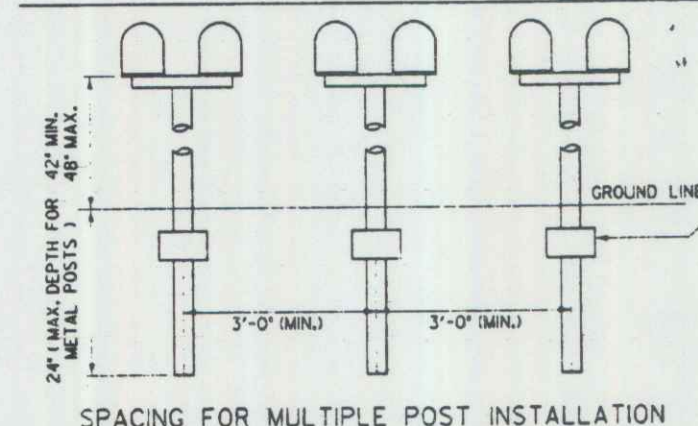 42" MIN.
48" MAX.
24" ( MAX. DEPTH FOR
METAL POSTS )
GROUND LINE
3'-0" (MIN.)
3'-0" (MIN.)
SPACING FOR MULTIPLE POST INSTALLATION